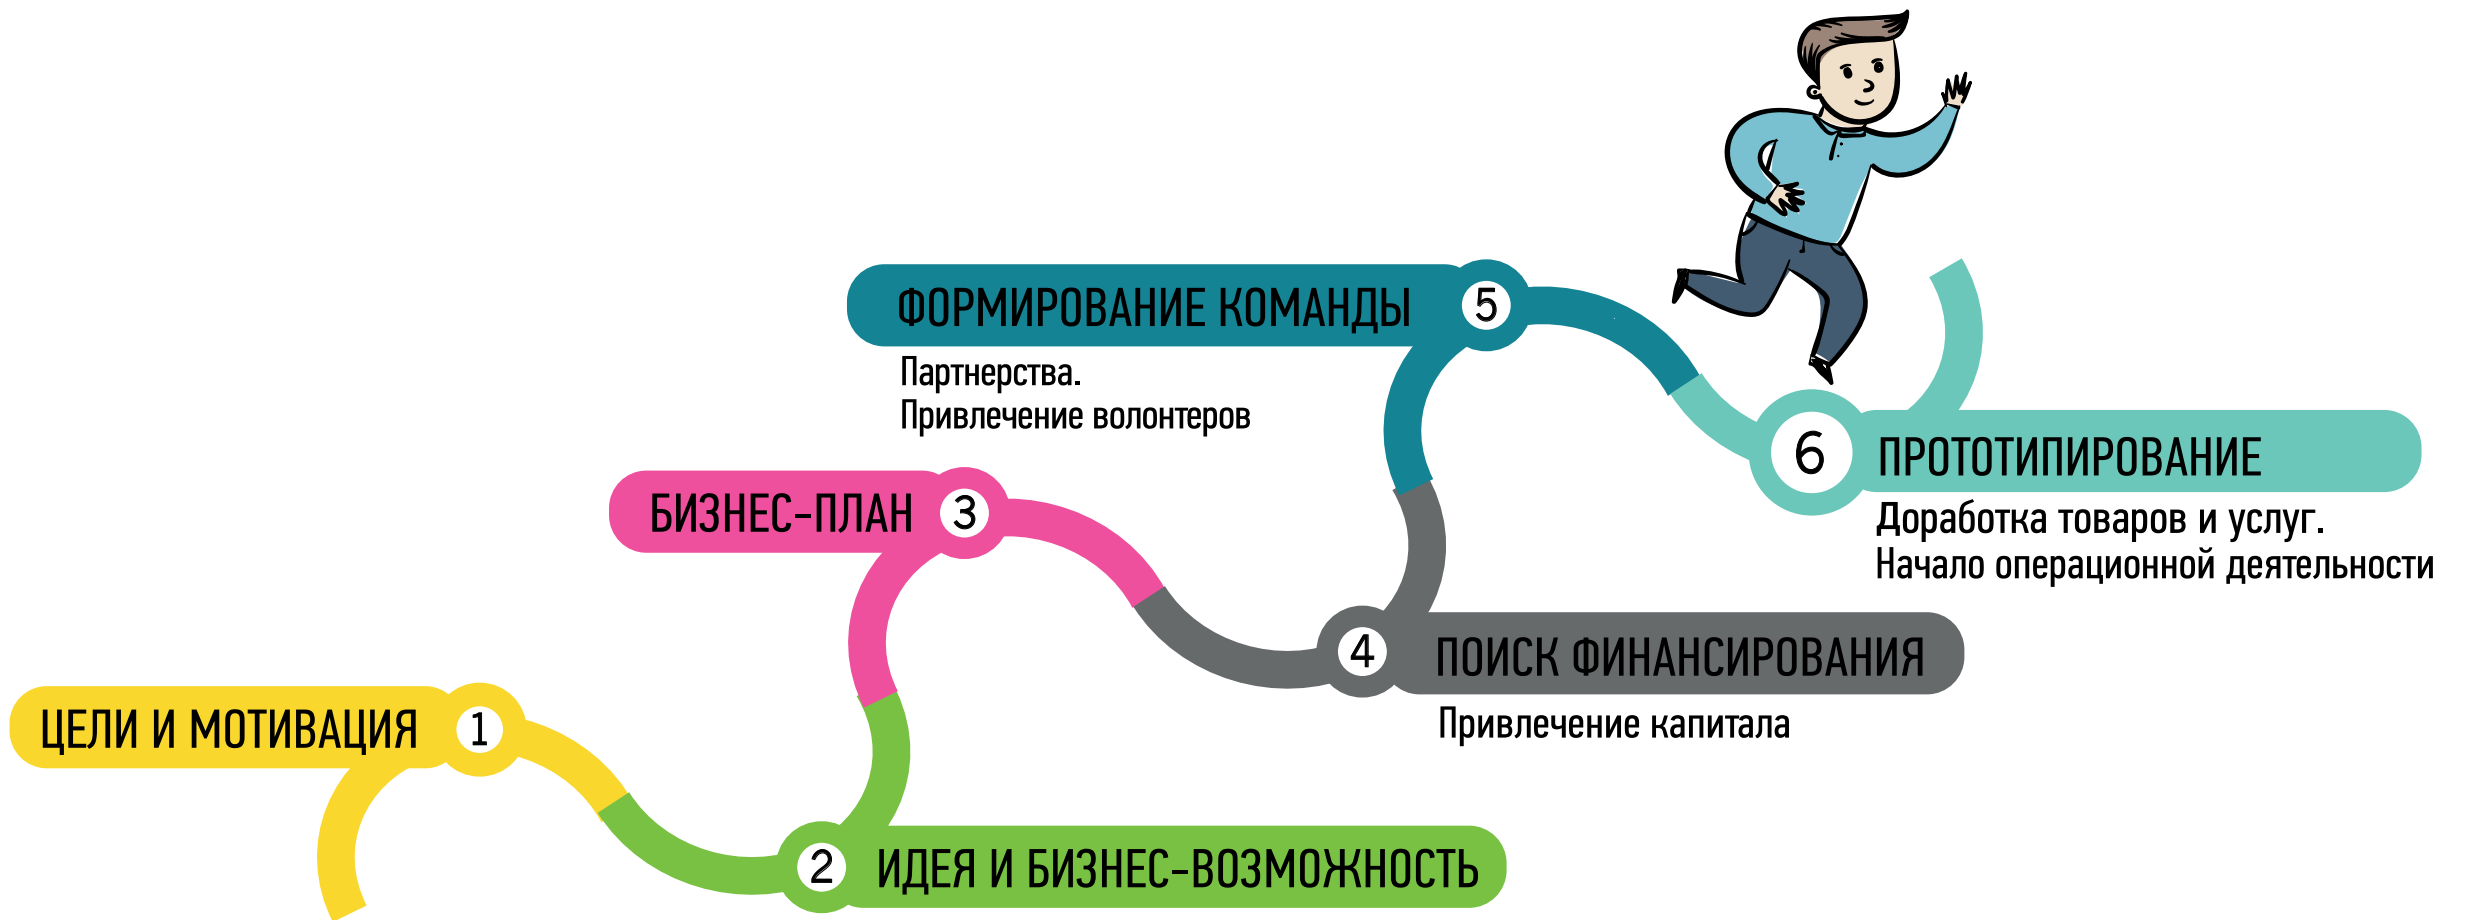 ЦЕЛИ И МОТИВАЦИЯ
1
2
ИДЕЯ И БИЗНЕС-ВОЗМОЖНОСТЬ
БИЗНЕС-ПЛАН
3
4
ПОИСК ФИНАНСИРОВАНИЯ
Привлечение капитала
ФОРМИРОВАНИЕ КОМАНДЫ
5
Партнерства.
Привлечение волонтеров
6
ПРОТОТИПИРОВАНИЕ
Доработка товаров и услуг.
Начало операционной деятельности